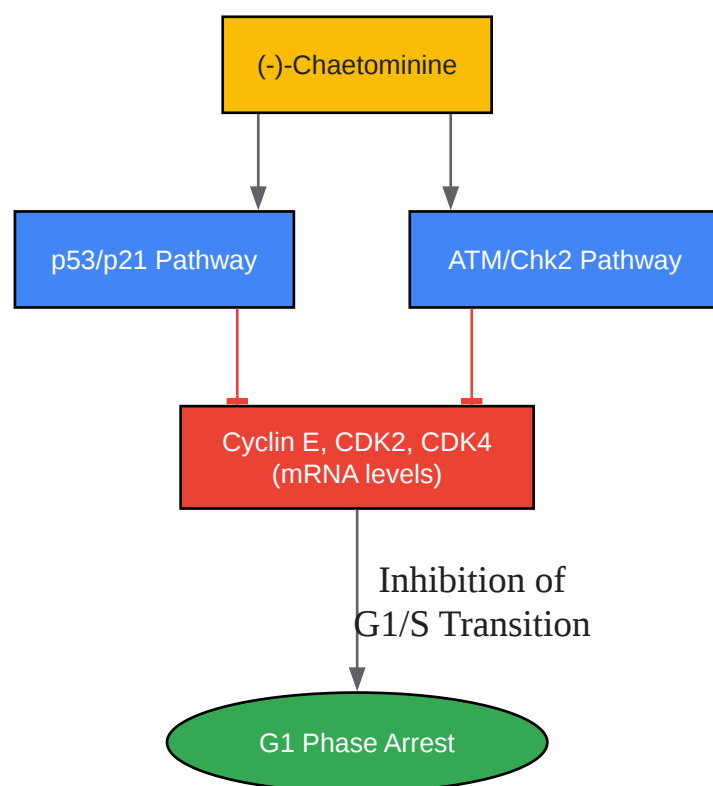 (-)-Chaetominine
p53/p21 Pathway
ATM/Chk2 Pathway
Cyclin E, CDK2, CDK4
(mRNA levels)
Inhibition of
G1/S Transition
G1 Phase Arrest